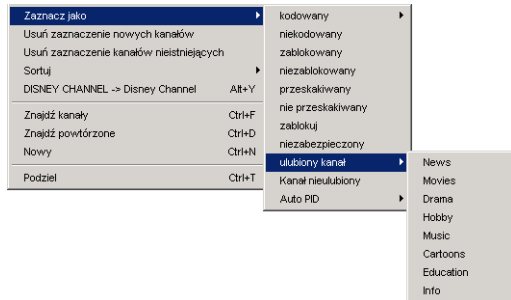 Zaznacz jako
Usuń zaznaczenie nowych kanałów
Usuń zaznaczenie kanałów nieistniejących
Sortuj
DISNEY CHANNEL -> Disney Channel Alt+Y
Znajdź kanały Ctrl+F
Znajdź powtórzone Ctrl+D
Nowy Ctrl+N
Podziel Ctrl+T
kodowany
niekodowany
zablokowany
niezablokowany
przeskakiwany
nie przeskakiwany
zablokuj
niezabezpieczony
ulubiony kanał
Kanał nieulubiony
Auto PID
News
Movies
Drama
Hobby
Music
Cartoons
Education
Info